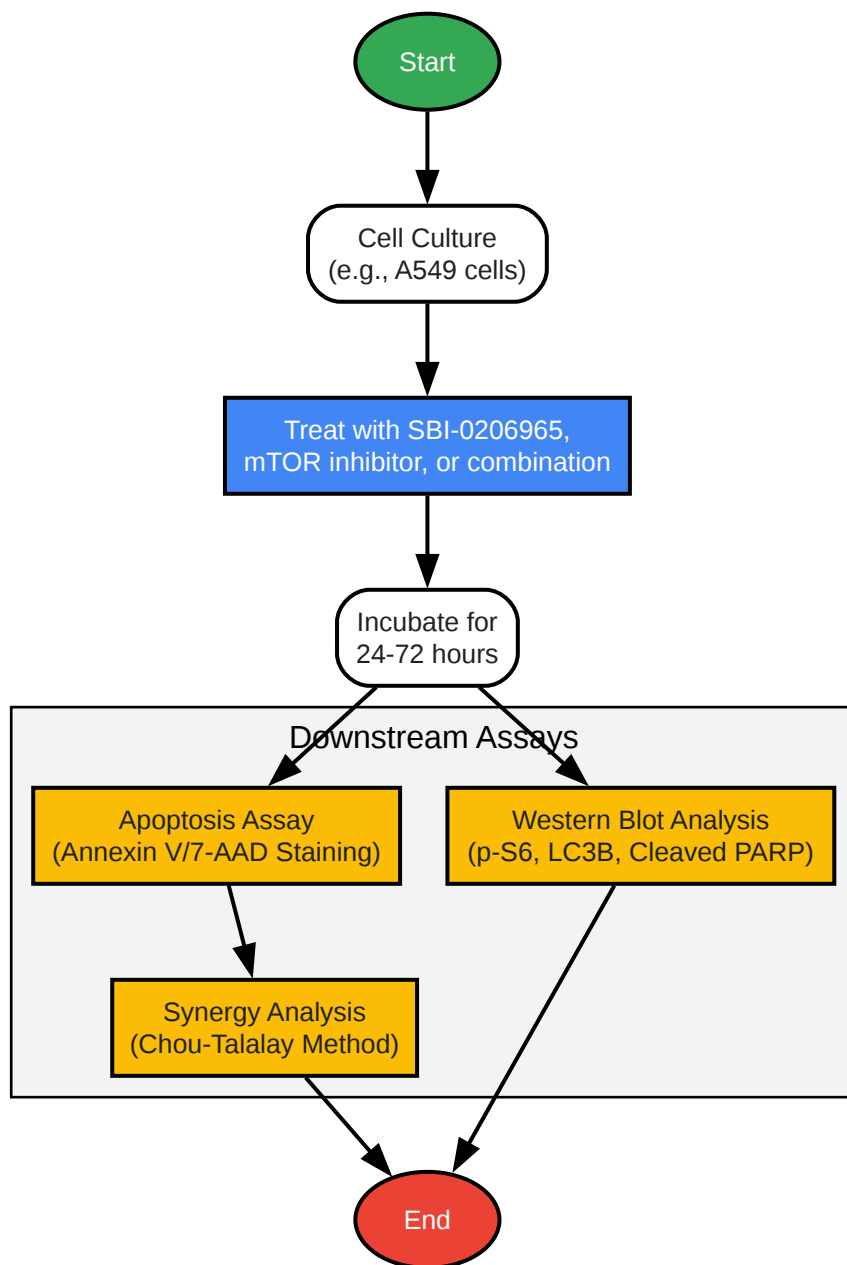 Start
Cell Culture
(e.g., A549 cells)
Treat with SBI-0206965,
mTOR inhibitor, or combination
Incubate for
24-72 hours
Downstream Assays
Apoptosis Assay
(Annexin V/7-AAD Staining)
Western Blot Analysis
(p-S6, LC3B, Cleaved PARP)
Synergy Analysis
(Chou-Talalay Method)
End